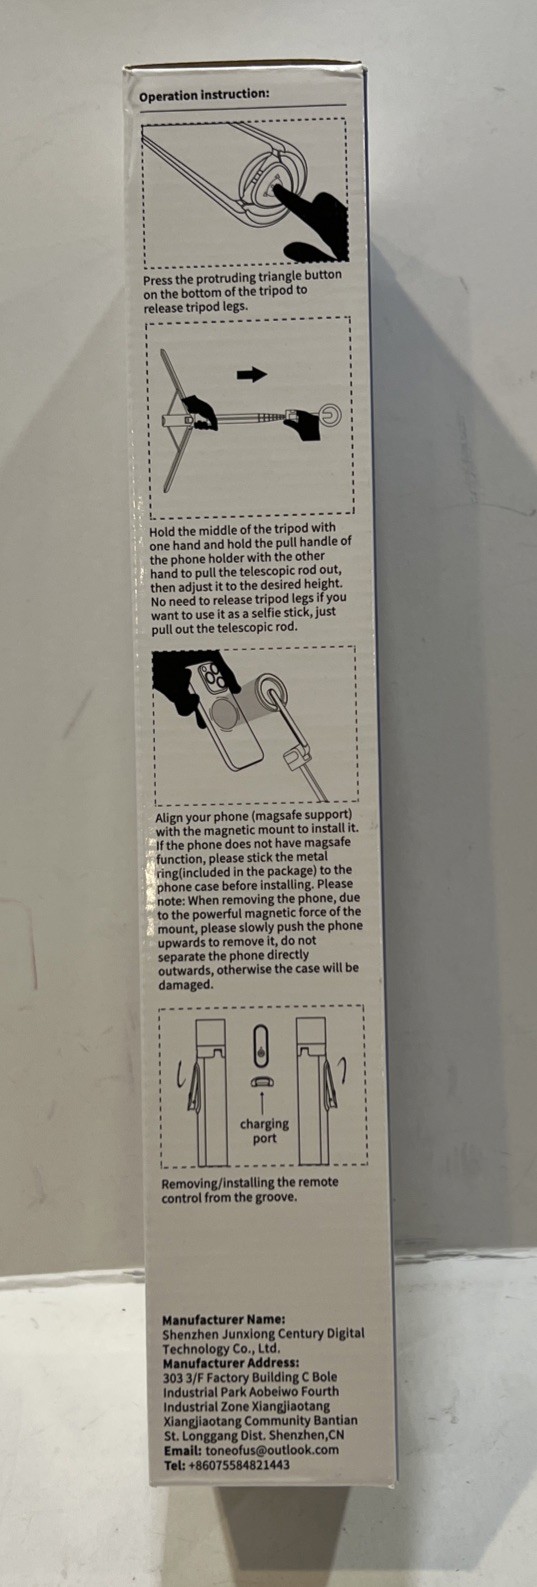 Operation instruction:
Press the protruding triangle button
on the bottom of the tripod to
release tripod legs.
Hold the middle of the tripod with
one hand and hold the pull handle of
the phone holder with the other
hand to pull the telescopic rod out,
then adjust it to the desired height.
No need to release tripod legs if you
want to use it as a selfie stick, just
pull out the telescopic rod.
Align your phone (magsafe support)
with the magnetic mount to install it.
If the phone does not have magsafe
function, please stick the metal
ring(included in the package) to the
phone case before installing. Please
note: When removing the phone, due
to the powerful magnetic force of the
mount, please slowly push the phone
upwards to remove it, do not
separate the phone directly
outwards, otherwise the case will be
damaged.
charging
port
Removing/installing the remote
control from the groove.
Manufacturer Name:
Shenzhen Junxiong Century Digital
Technology Co., Ltd.
Manufacturer Address:
303 3/F Factory Building C Bole
Industrial Park Aobeiwo Fourth
Industrial Zone Xiangjiaotang
Xiangjiaotang Community Bantian
St. Longgang Dist. Shenzhen,CN
Email: toneofus@outlook.com
Tel: +86075584821443